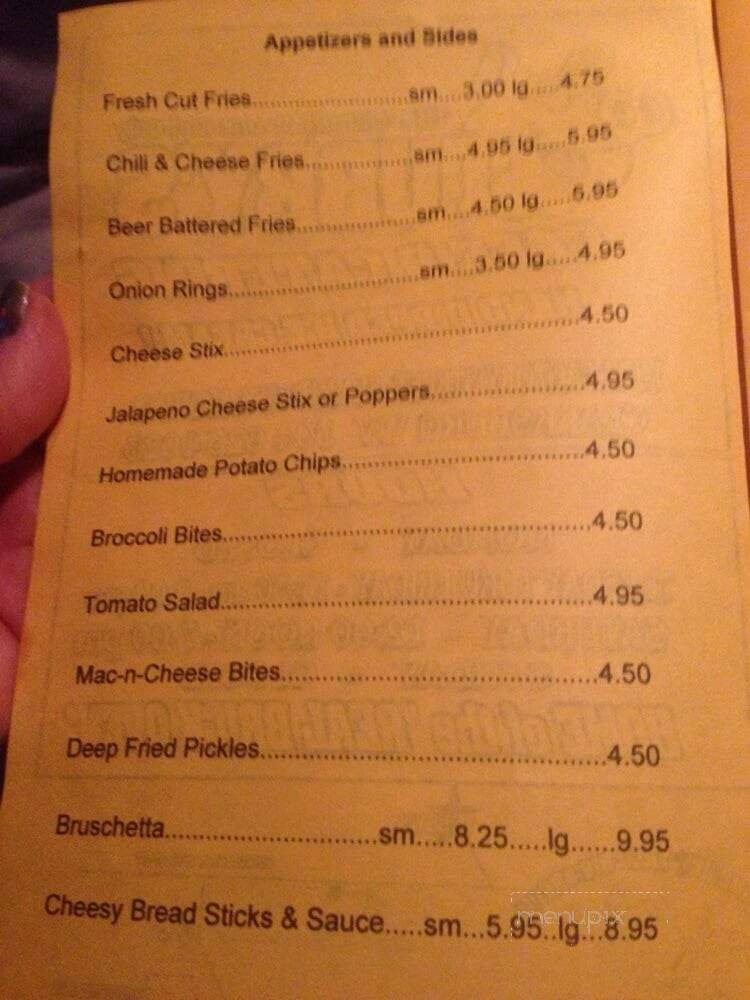 Appetizers and Sides
Fresh Cut Fries..............................sm....3.00 lg.....4.75
Chili & Cheese Fries.....................sm....4.95 lg.....5.95
Beer Battered Fries.......................sm....4.50 lg.....5.95
Onion Rings...................................sm....3.50 lg.....4.95
Cheese Stix.................................................................4.50
Jalapeno Cheese Stix or Poppers............................4.95
Homemade Potato Chips..........................................4.50
Broccoli Bites..............................................................4.50
Tomato Salad..............................................................4.95
Mac-n-Cheese Bites...................................................4.50
Deep Fried Pickles......................................................4.50
Bruschetta................................sm.....8.25.....lg......9.95
Cheesy Bread Sticks & Sauce.....sm...5.95..lg...8.95
menupix